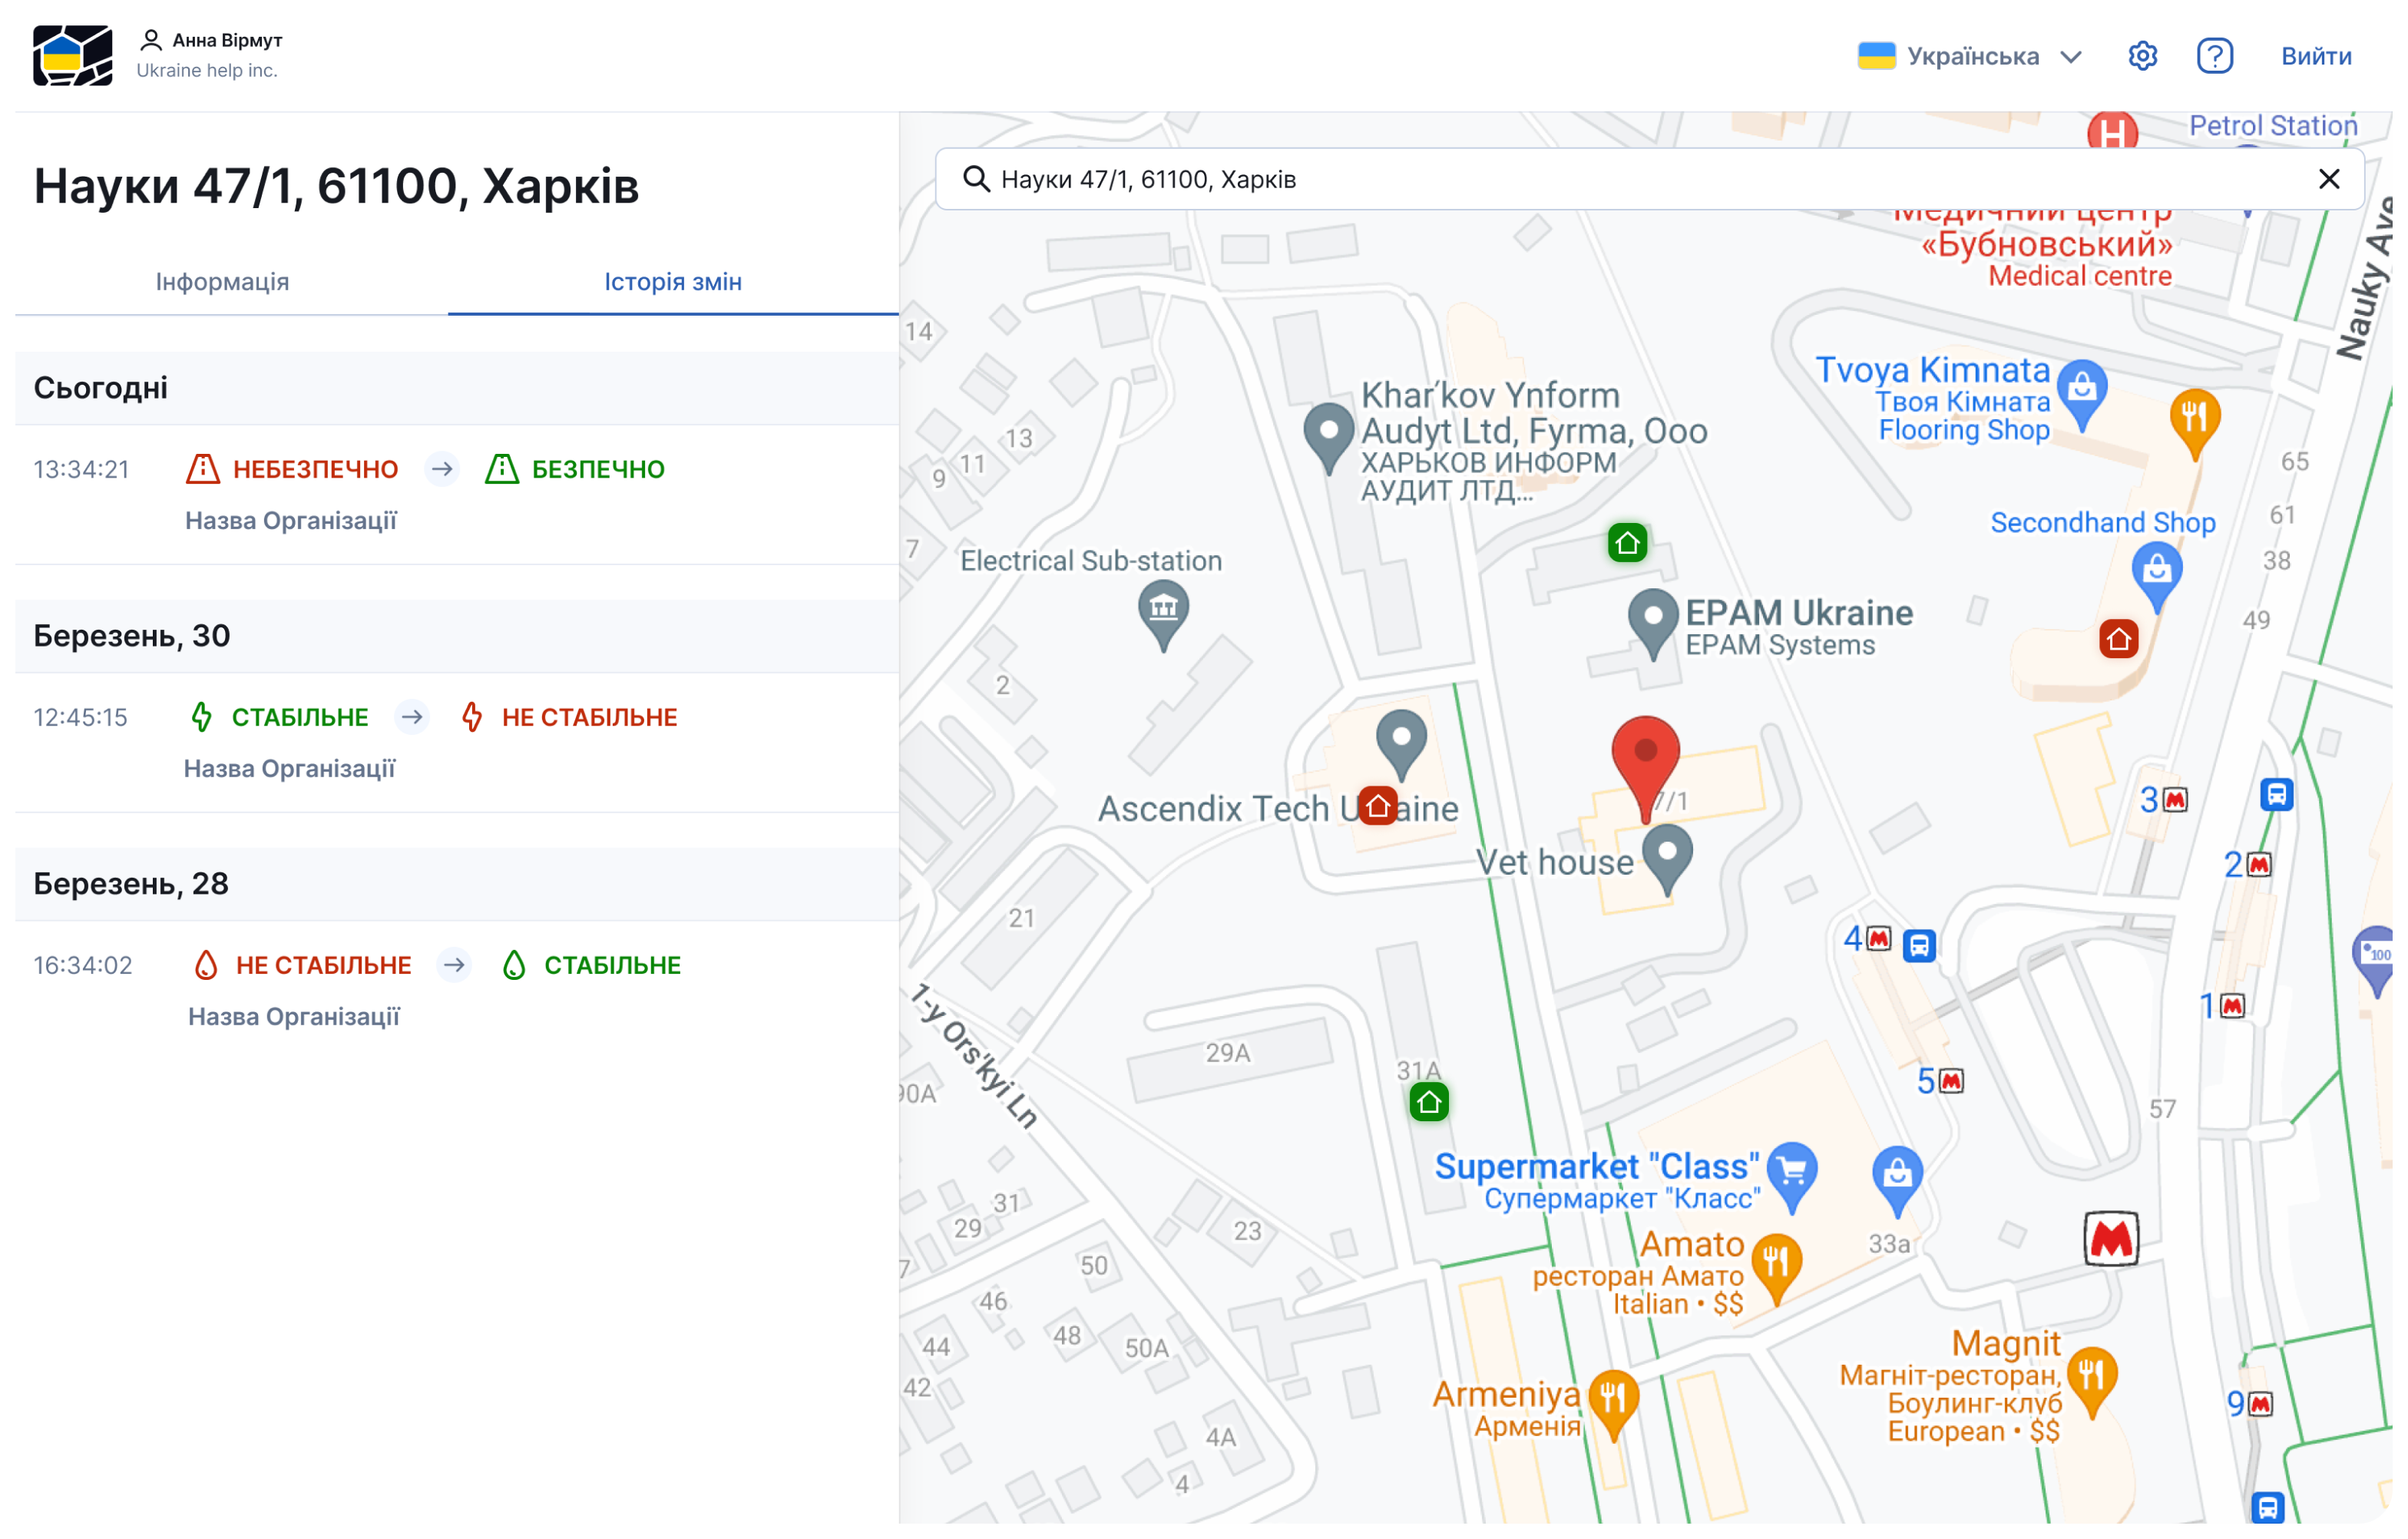 Анна Вірмут
Ukraine help inc.
Українська
Вийти
Науки 47/1, 61100, Харків
Інформація
Історія змін
Сьогодні
13:34:21
НЕБЕЗПЕЧНО
БЕЗПЕЧНО
Назва Організації
Березень, 30
12:45:15
СТАБІЛЬНЕ
НЕ СТАБІЛЬНЕ
Назва Організації
Березень, 28
16:34:02
НЕ СТАБІЛЬНЕ
СТАБІЛЬНЕ
Назва Організації
H
Petrol Station
Науки 47/1, 61100, Харків
Медичний центр
«Бубновський»
Medical centre
Nauky Ave
14
Tvoya Kimnata
Твоя Кімната
Flooring Shop
Khar′kov Ynform
Audyt Ltd, Fyrma, Ooo
ХАРЬКОВ ИНФОРМ
АУДИТ ЛТД...
13
11
9
65
61
Secondhand Shop
7
Electrical Sub-station
38
EPAM Ukraine
EPAM Systems
49
2
3
7/1
Ascendix Tech
Vet house
2
21
4
100
1
1-y Ors'kyi Ln
29A
31A
5
90A
57
Supermarket "Class"
Супермаркет "Класс"
31
29
23
Amato
ресторан Амато
Italian • $$
33a
7
50
46
48
50A
44
42
Magnit
Магніт-ресторан,
Боулинг-клуб
European • $$
Armeniya
Арменія
9
4A
4